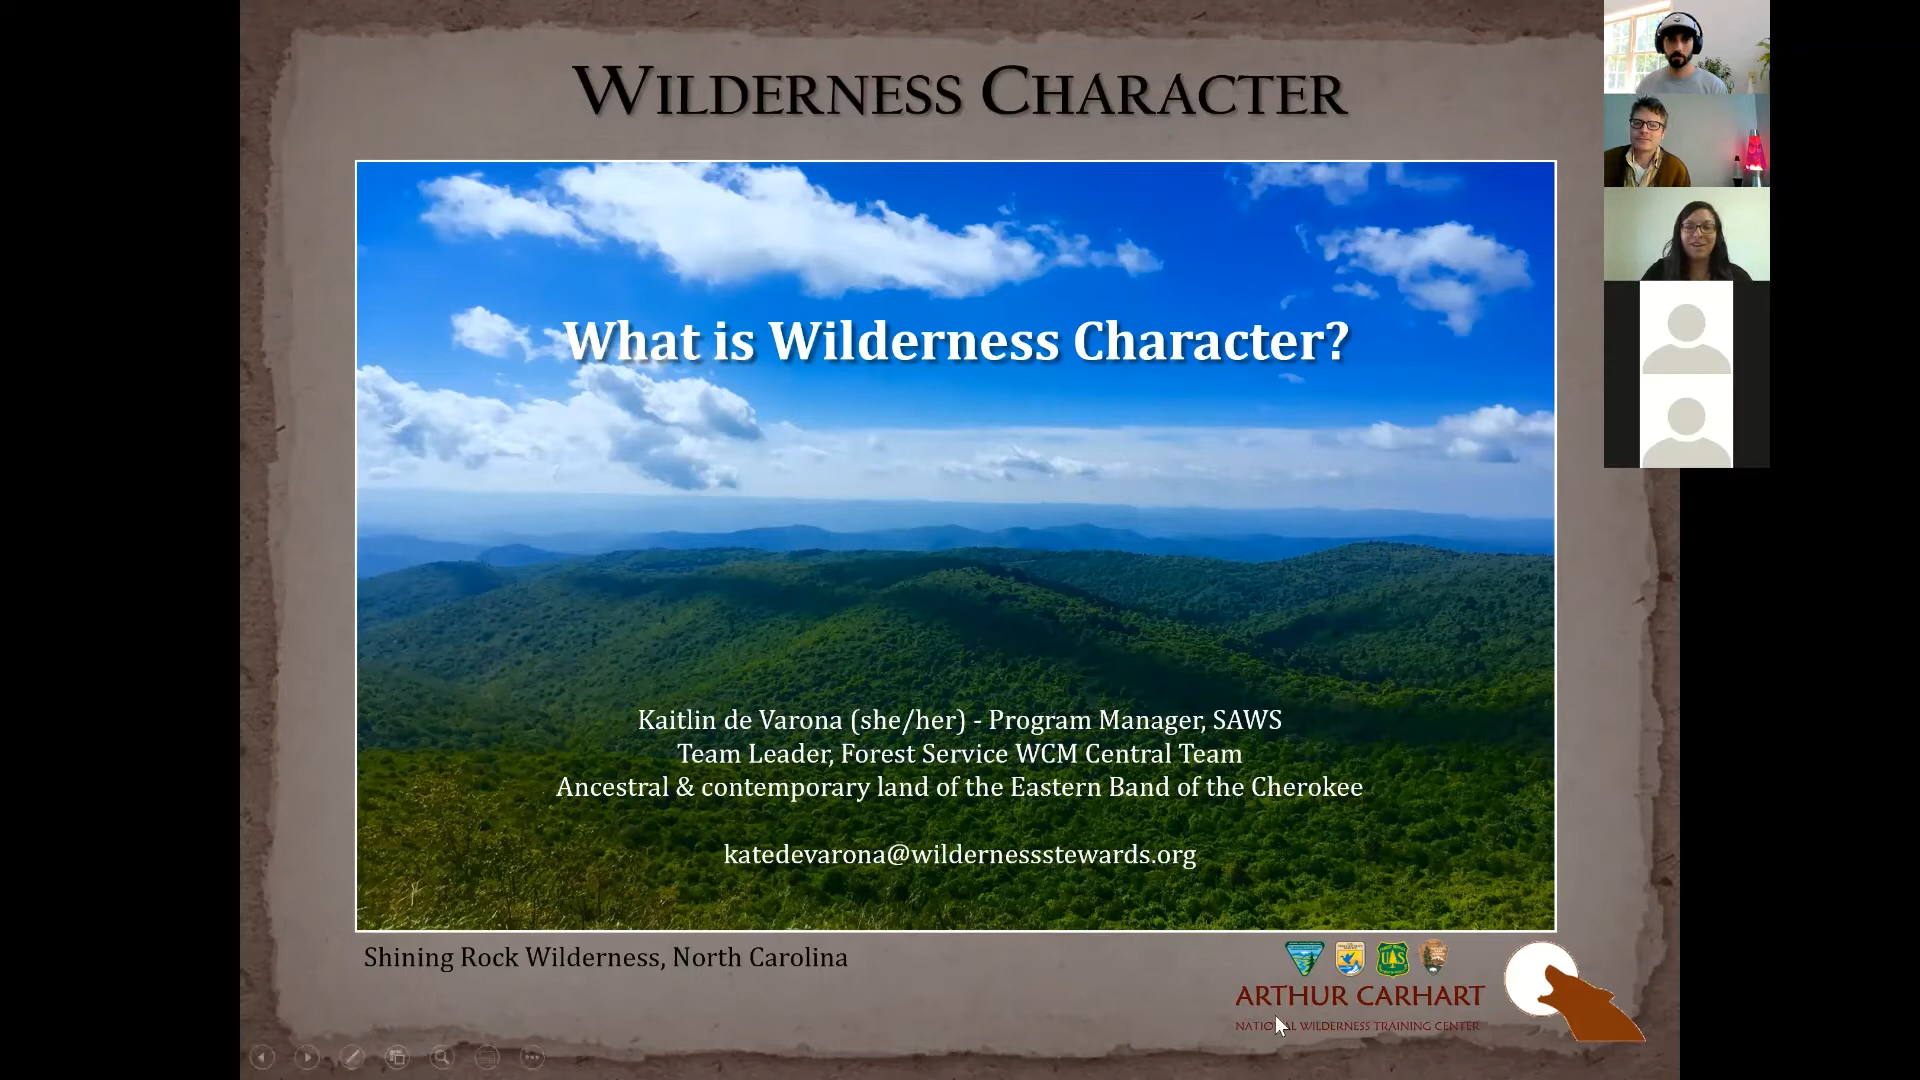 WILDERNESS CHARACTER
What is Wilderness Character?
Kaitlin de Varona (she/her) - Program Manager, SAWS
Team Leader, Forest Service WCM Central Team
Ancestral & contemporary land of the Eastern Band of the Cherokee
katedevarona@wildernessstewards.org
Shining Rock Wilderness, North Carolina
ARTHUR CARHART
NATIONAL WILDERNESS TRAINING CENTER